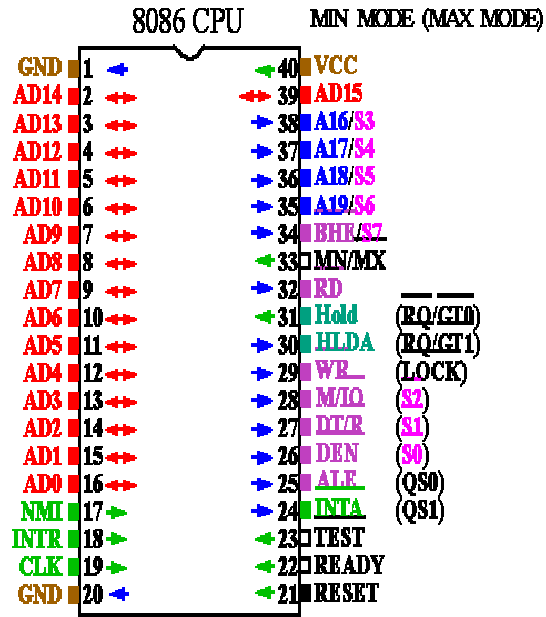 8086 CPU MIN MODE (MAX MODE)
GND 1 40 VCC
AD14 2 39 AD15
AD13 3 38 A16/S3
AD12 4 37 A17/S4
AD11 5 36 A18/S5
AD10 6 35 A19/S6
AD9 7 34 BHE/S7
AD8 8 33 MN/MX
AD7 9 32 RD
AD6 10 31 Hold (RQ/GT0)
AD5 11 30 HLDA (RQ/GT1)
AD4 12 29 WR (LOCK)
AD3 13 28 M/IO (S2)
AD2 14 27 DT/R (S1)
AD1 15 26 DEN (S0)
AD0 16 25 ALE (QS0)
NMI 17 24 INTA (QS1)
INTR 18 23 TEST
CLK 19 22 READY
GND 20 21 RESET